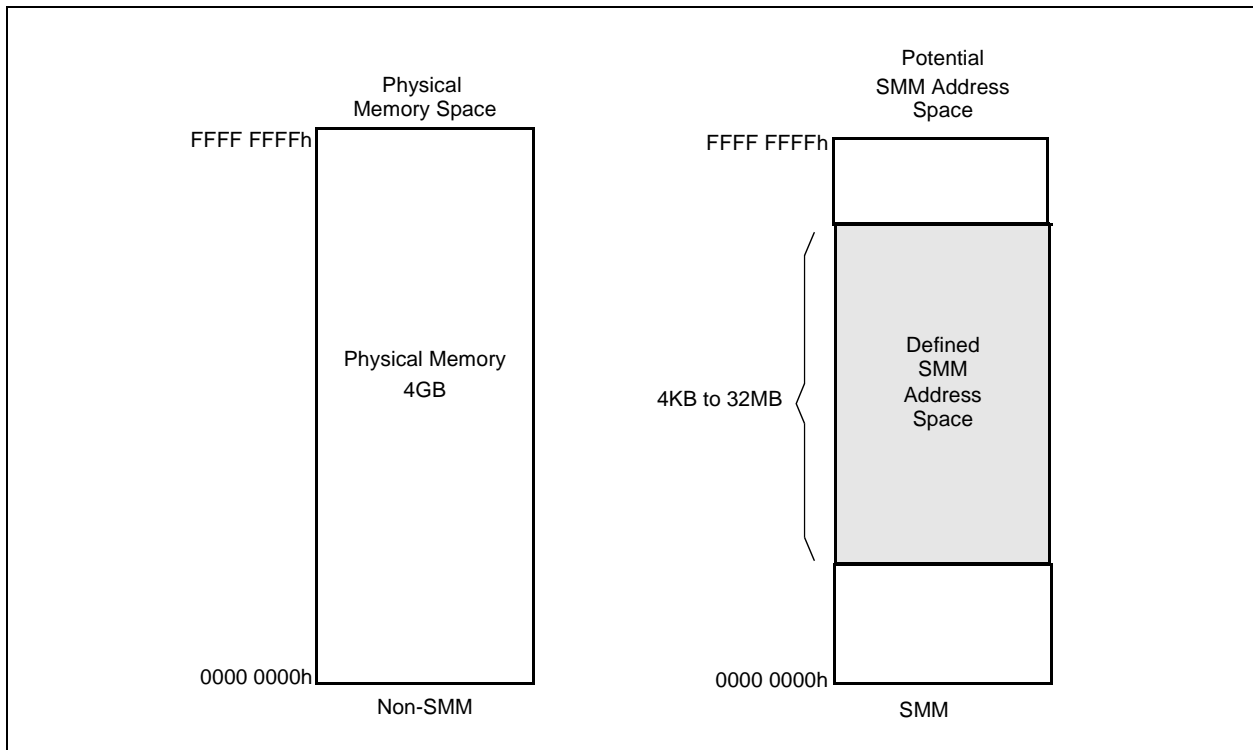 Physical
Memory Space
FFFF FFFFh
Physical Memory
4GB
0000 0000h
Non-SMM
Potential
SMM Address
Space
FFFF FFFFh
4KB to 32MB
Defined
SMM
Address
Space
0000 0000h
SMM